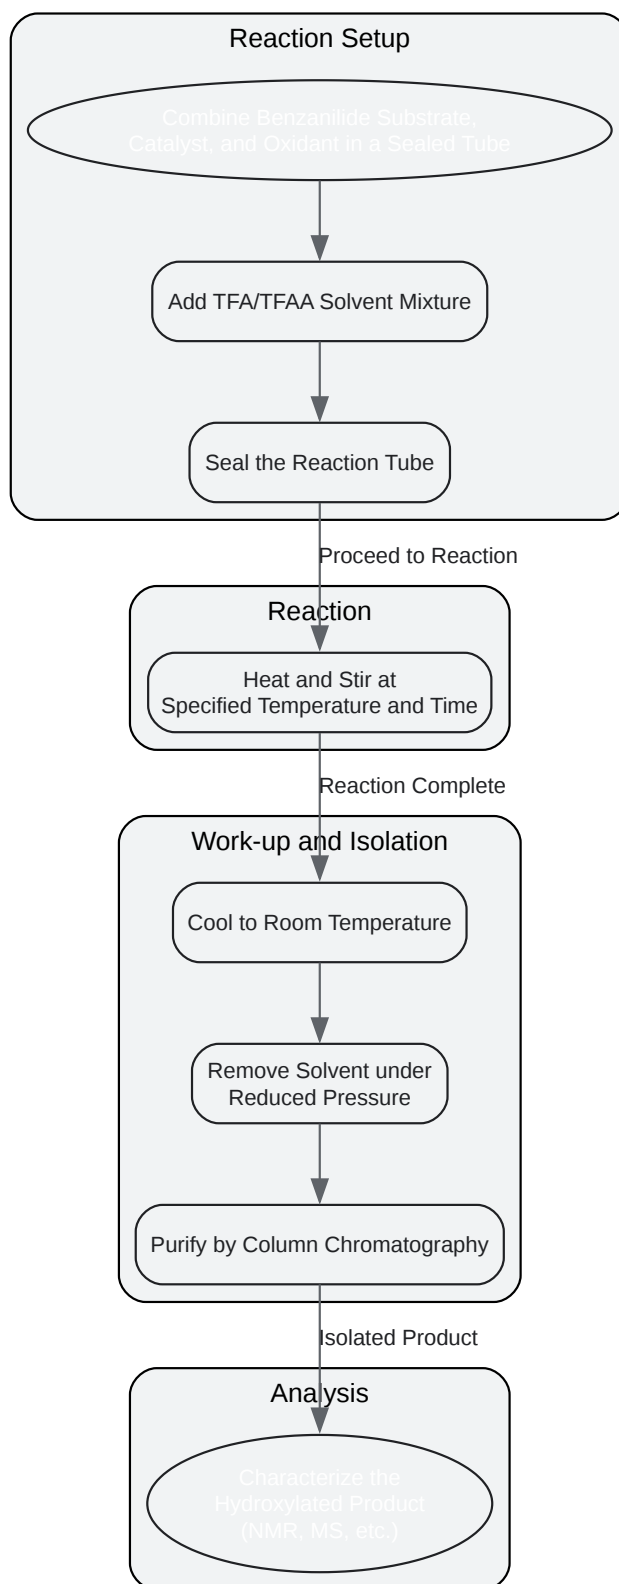 Reaction Setup
Combine Benzanilide Substrate,
Catalyst, and Oxidant in a Sealed Tube
Add TFA/TFAA Solvent Mixture
Seal the Reaction Tube
Proceed to Reaction
Reaction
Heat and Stir at
Specified Temperature and Time
Reaction Complete
Work-up and Isolation
Cool to Room Temperature
Remove Solvent under
Reduced Pressure
Purify by Column Chromatography
Isolated Product
Analysis
Characterize the
Hydroxylated Product
(NMR, MS, etc.)